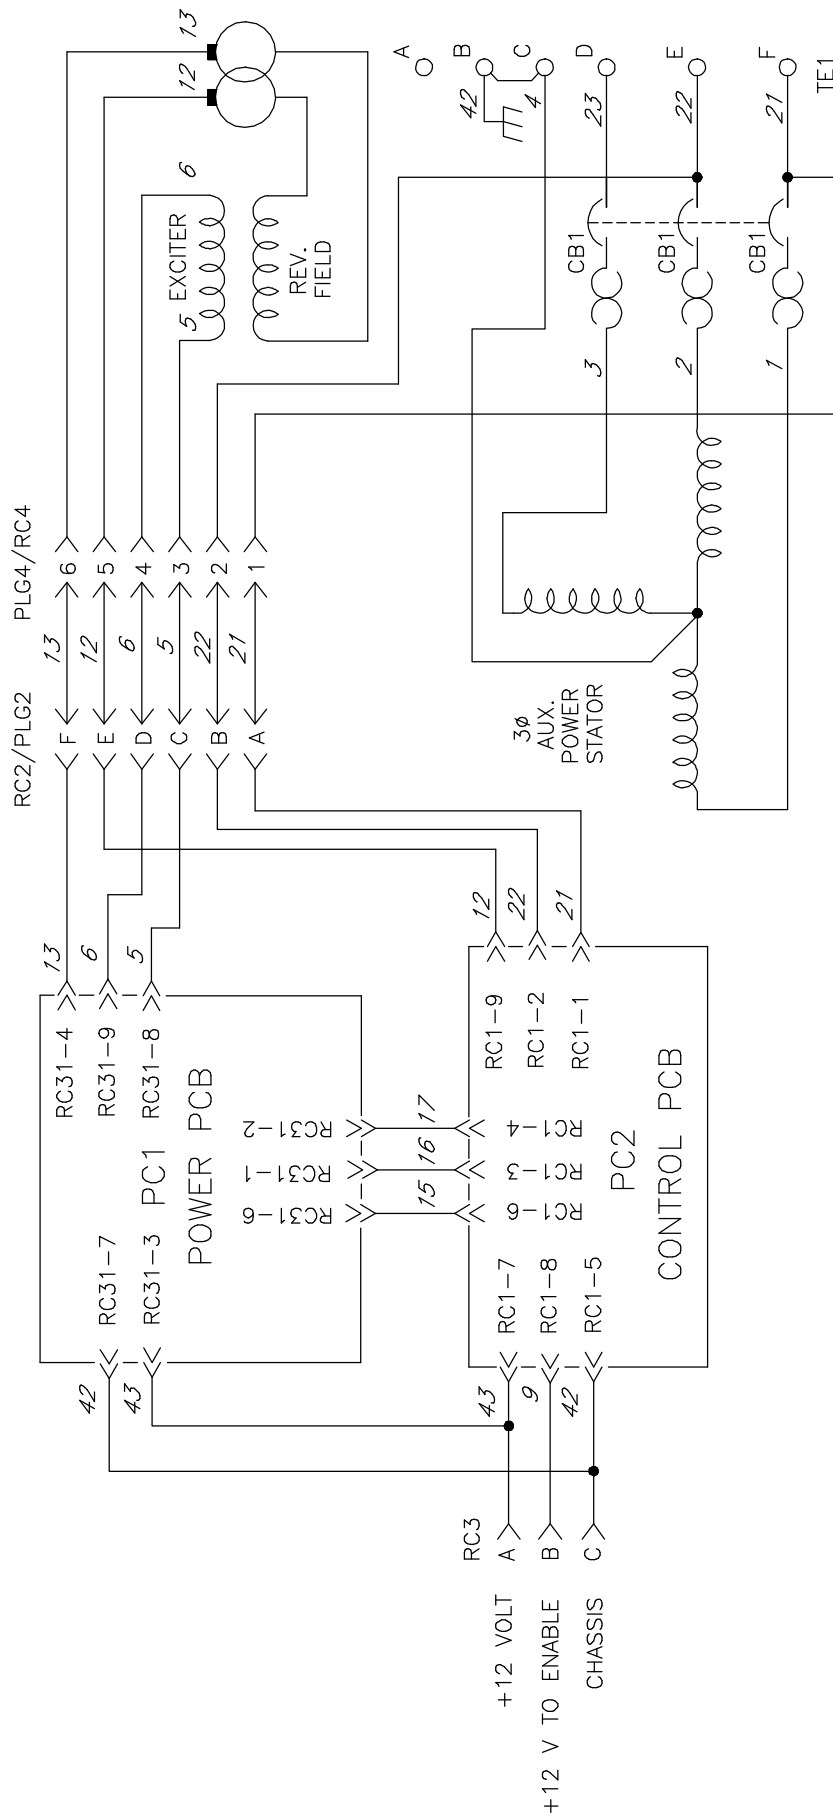 13
12
6
EXCITER
5
REV.
FIELD
A
B
C
D
E
F
TE1
42
4
23
22
21
CB1
CB1
CB1
3
2
1
PLG4/RC4
6
5
4
3
2
1
13
12
6
5
22
21
RC2/PLG2
F
E
D
C
B
A
3φ
AUX.
POWER
STATOR
13
6
5
12
22
21
RC31-4
RC31-9
RC31-8
PC1
POWER PCB
RC31-7
RC31-3
RC31-2
RC31-1
RC31-6
17
16
15
RC1-9
RC1-2
RC1-1
RC1-4
RC1-3
RC1-6
PC2
CONTROL PCB
RC1-7
RC1-8
RC1-5
42
43
43
9
42
RC3
A
B
C
+12 VOLT
+12 V TO ENABLE
CHASSIS